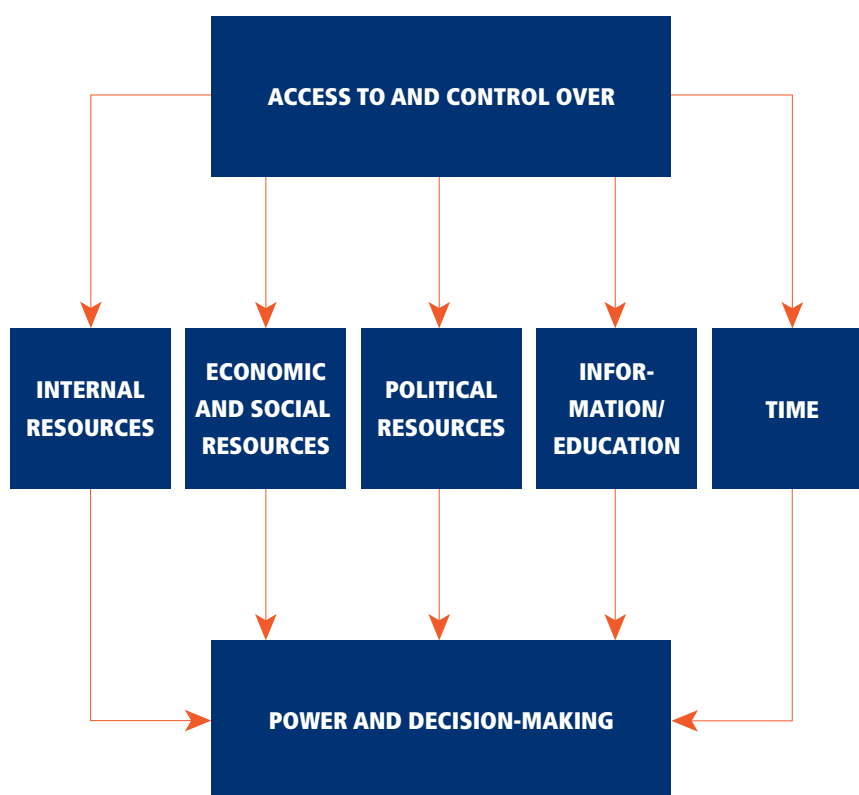 ACCESS TO AND CONTROL OVER
INTERNAL
RESOURCES
ECONOMIC
AND SOCIAL
RESOURCES
POLITICAL
RESOURCES
INFOR-
MATION/
EDUCATION
TIME
POWER AND DECISION-MAKING